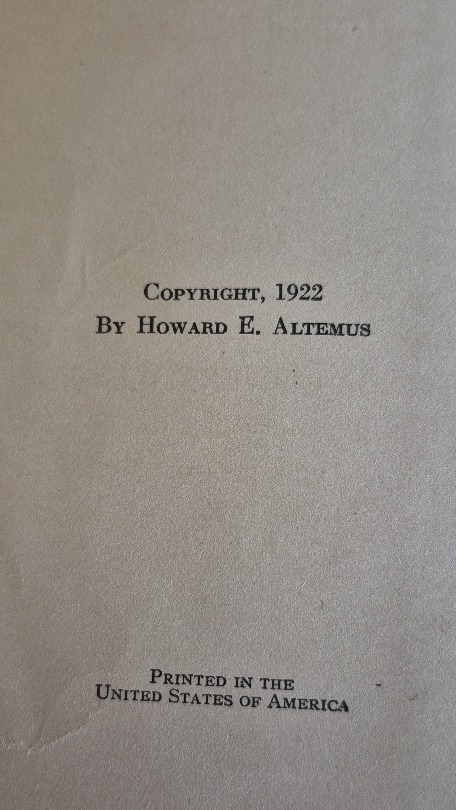 Copyright, 1922
By Howard E. Altemus
Printed in the
United States of America